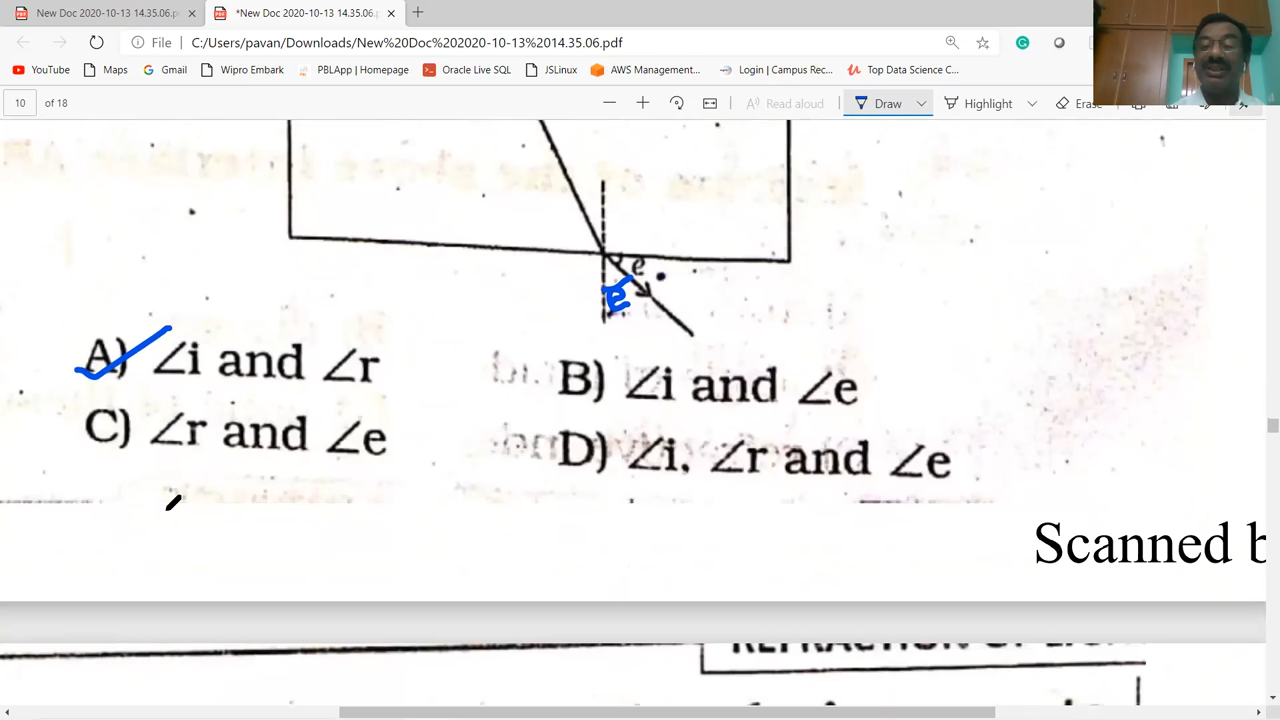 New Doc 2020-10-13 14.35.06.p
*New Doc 2020-10-13 14.35.06.p
File C:/Users/pavan/Downloads/New%20Doc%202020-10-13%2014.35.06.pdf
YouTube Maps Gmail Wipro Embark PBLApp | Homepage Oracle Live SQL JSLinux AWS Management... Login | Campus Rec... Top Data Science C...
10 of 18 Read aloud Draw Highlight Erase
e
e
A) ∠i and ∠r
B) ∠i and ∠e
C) ∠r and ∠e
D) ∠i, ∠r and ∠e
Scanned b